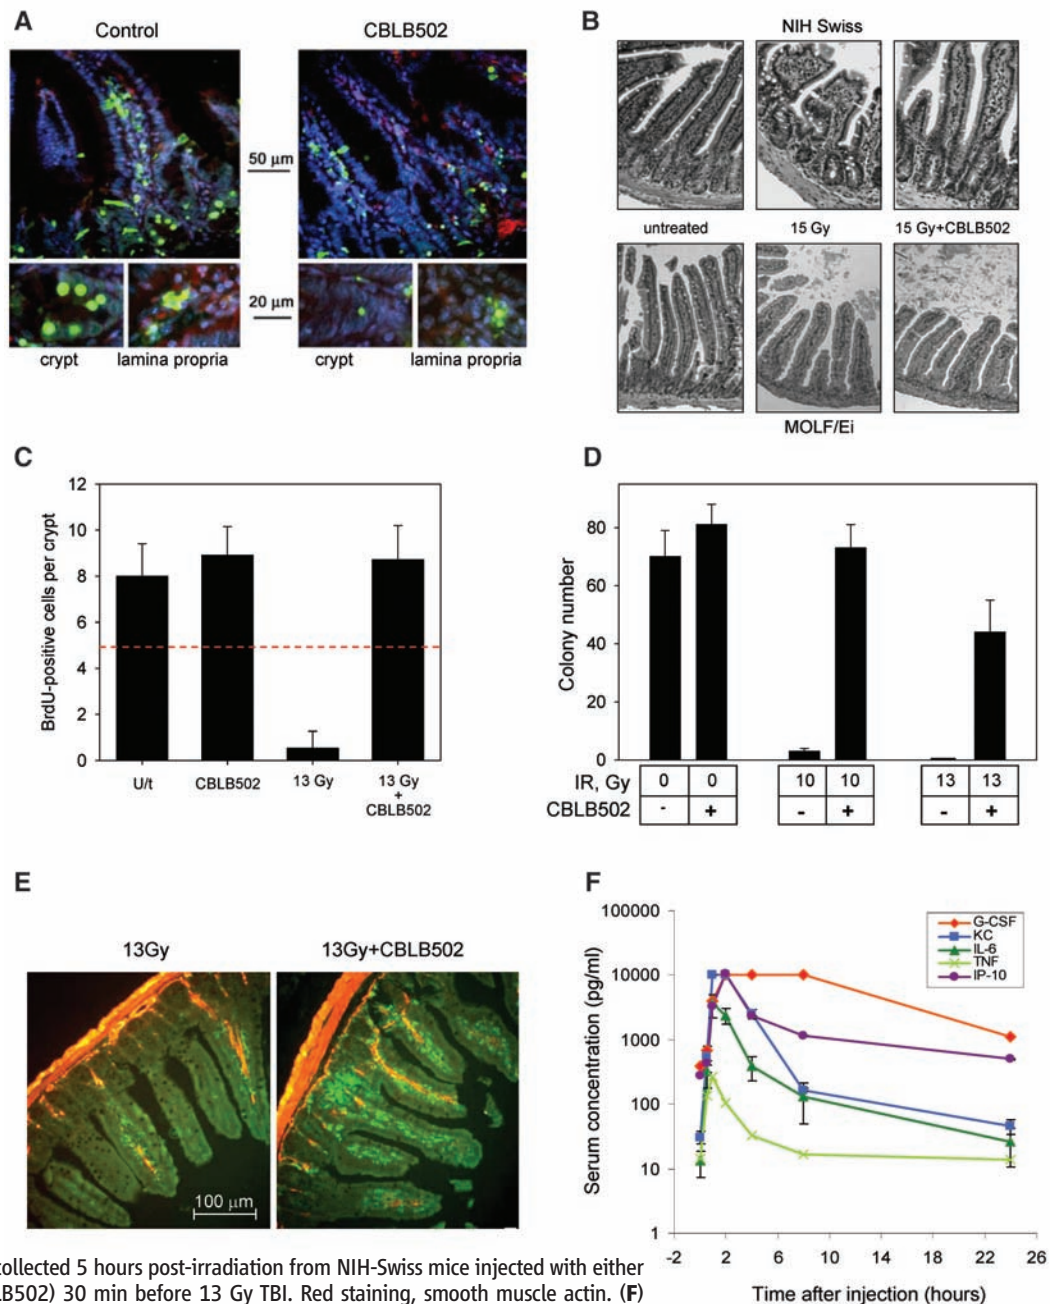 A
Control
CBLB502
50 μm
20 μm
crypt
lamina propria
crypt
lamina propria
B
NIH Swiss
untreated
15 Gy
15 Gy+CBLB502
MOLF/Ei
C
BrdU-positive cells per crypt
12
10
8
6
4
2
0
U/t
CBLB502
13 Gy
13 Gy
+
CBLB502
D
Colony number
80
60
40
20
0
IR, Gy
0
0
10
10
13
13
CBLB502
-
+
-
+
-
+
E
13Gy
13Gy+CBLB502
100 μm
F
Serum concentration (pg/ml)
100000
10000
1000
100
10
1
G-CSF
KC
IL-6
TNF
IP-10
-2
2
6
10
14
18
22
26
Time after injection (hours)
collected 5 hours post-irradiation from NIH-Swiss mice injected with either
LB502) 30 min before 13 Gy TBI. Red staining, smooth muscle actin. (F)